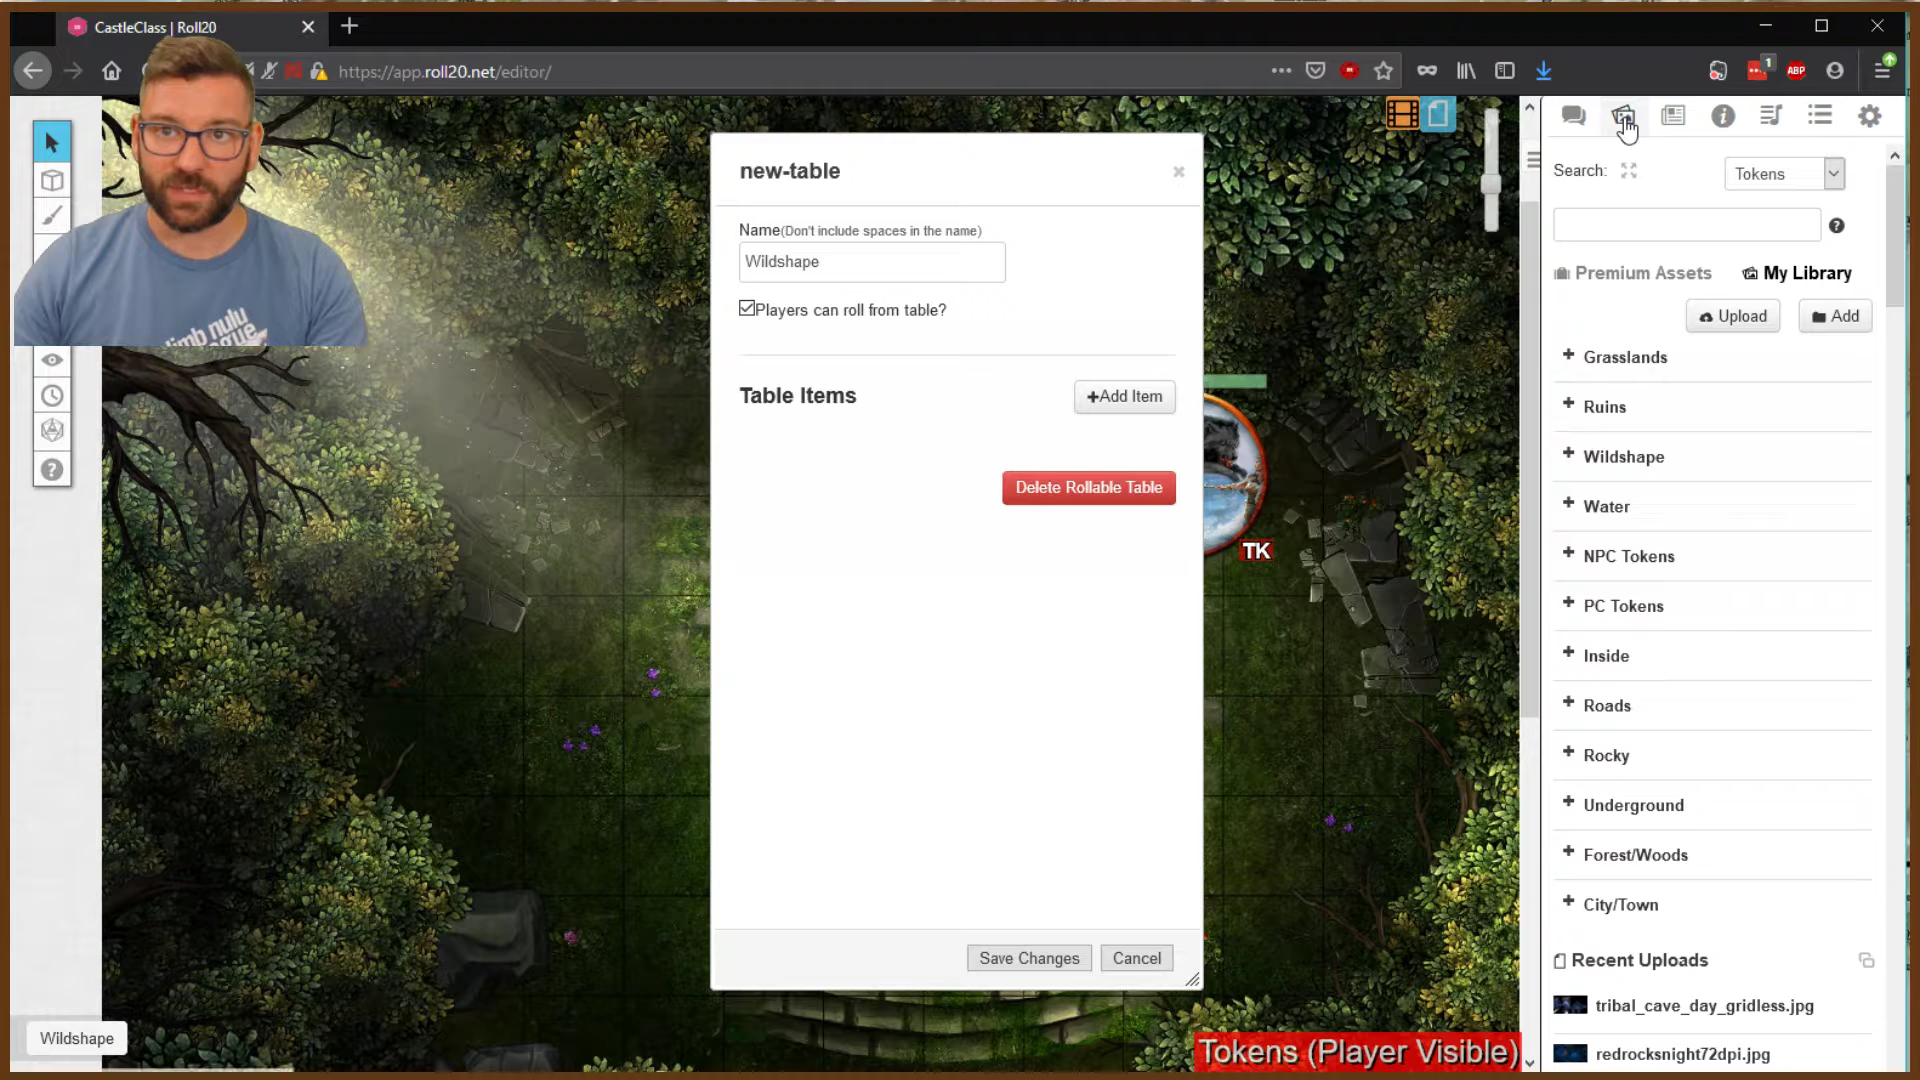 CastleClass | Roll20
https://app.roll20.net/editor/
1
ABP
new-table
Name(Don't include spaces in the name)
Wildshape
Players can roll from table?
Table Items
+Add Item
Delete Rollable Table
Save Changes
Cancel
TK
Search:
Tokens
Premium Assets
My Library
Upload
Add
Grasslands
Ruins
Wildshape
Water
NPC Tokens
PC Tokens
Inside
Roads
Rocky
Underground
Forest/Woods
City/Town
Recent Uploads
tribal_cave_day_gridless.jpg
redrocksnight72dpi.jpg
Wildshape
Tokens (Player Visible)